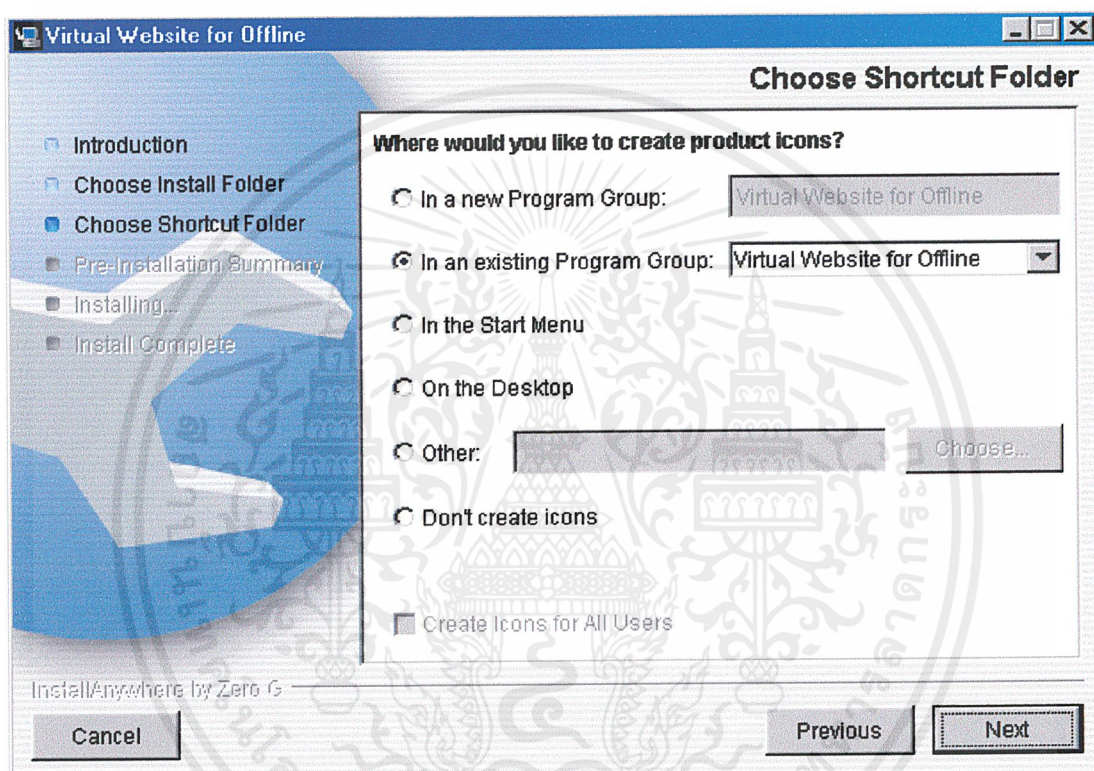 Virtual Website for Offline
Choose Shortcut Folder
Introduction
Choose Install Folder
Choose Shortcut Folder
Pre-Installation Summary
Installing...
Install Complete
Where would you like to create product icons?
In a new Program Group: Virtual Website for Offline
In an existing Program Group: Virtual Website for Offline
In the Start Menu
On the Desktop
Other: Choose...
Don't create icons
Create Icons for All Users
InstallAnywhere by Zero G
Cancel Previous Next